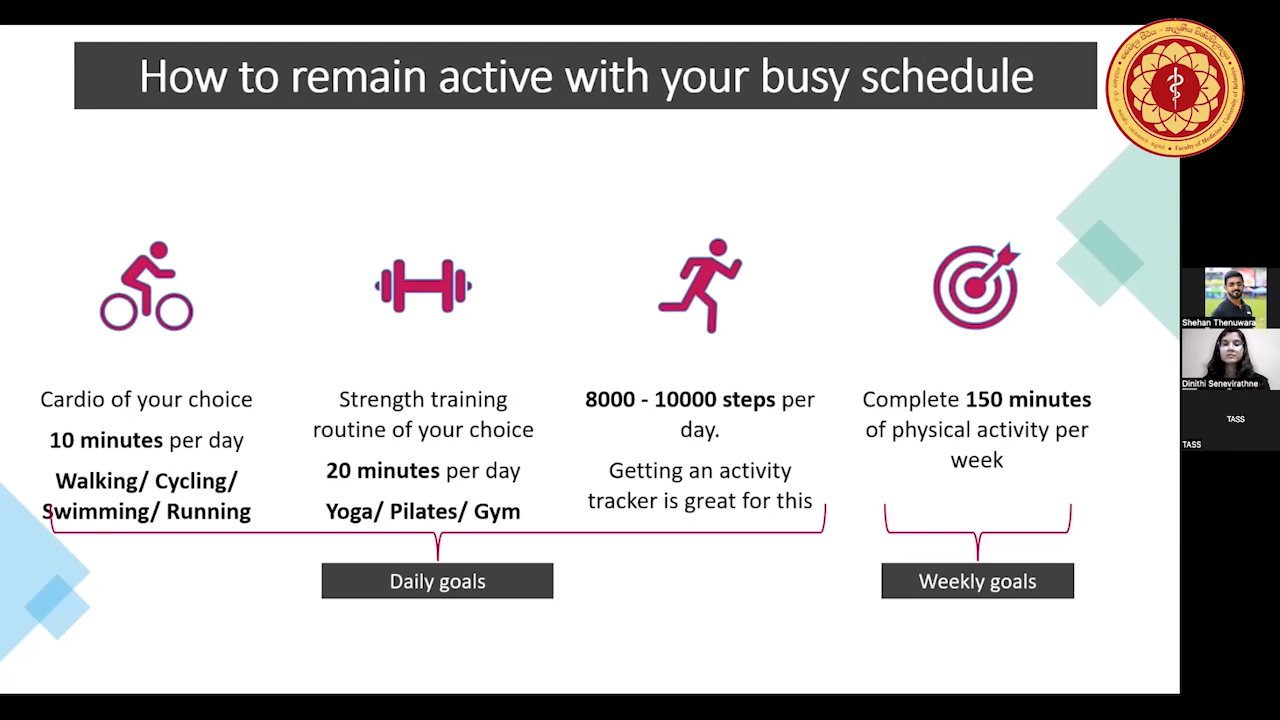 How to remain active with your busy schedule
Cardio of your choice
10 minutes per day
Walking/ Cycling/
Swimming/ Running
Strength training
routine of your choice
20 minutes per day
Yoga/ Pilates/ Gym
8000 - 10000 steps per
day.
Getting an activity
tracker is great for this
Complete 150 minutes
of physical activity per
week
Daily goals
Weekly goals
Faculty of Medicine
Shehan Thenuwara
Dinithi Senevirathne
TASS
TASS